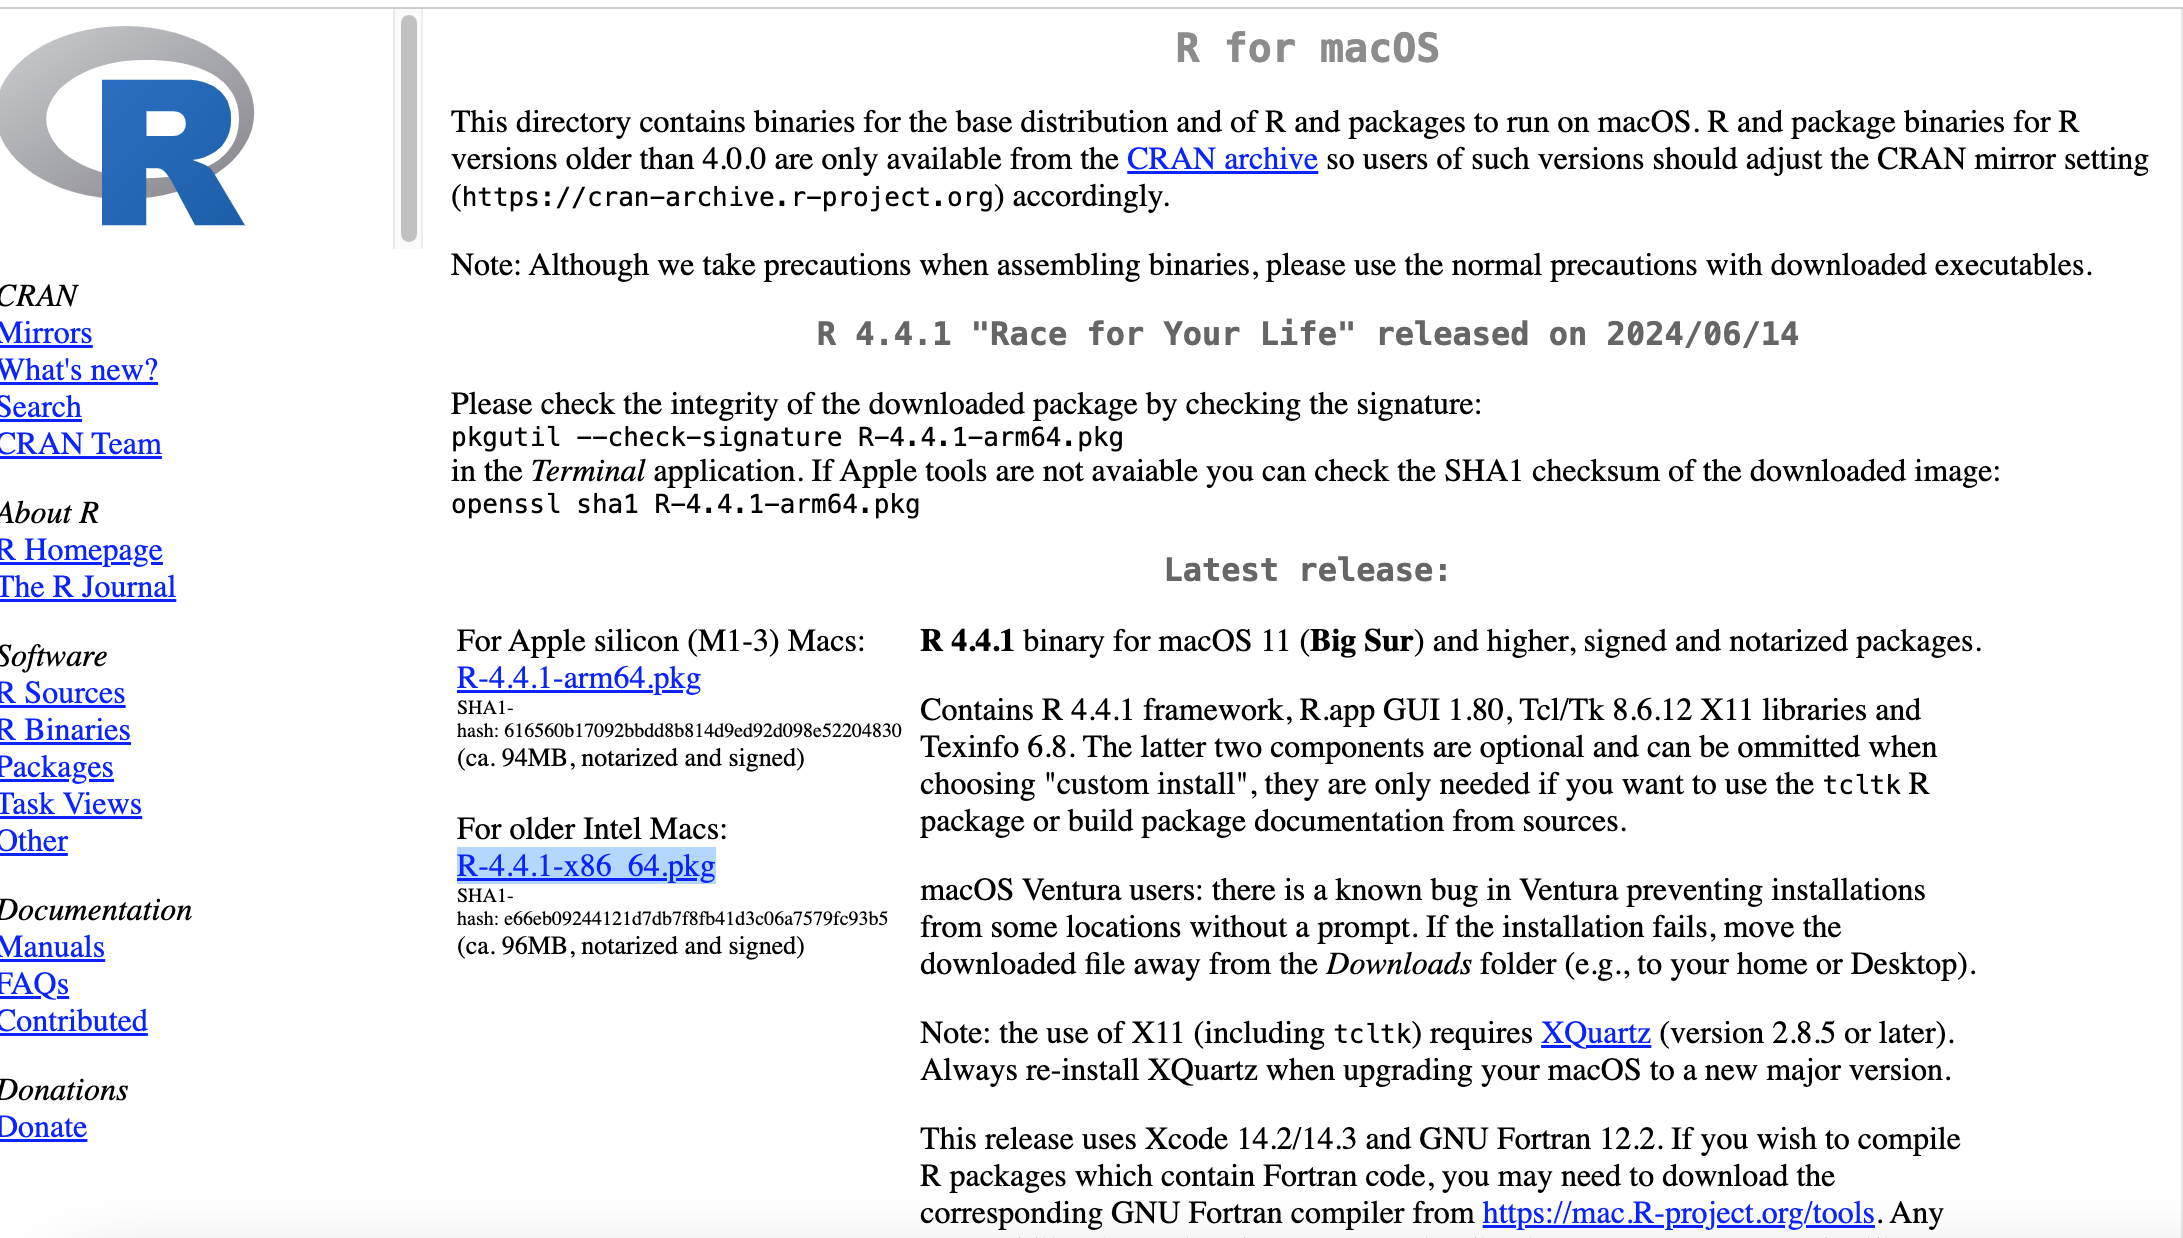 R
CRAN
Mirrors
What's new?
Search
CRAN Team
About R
R Homepage
The R Journal
Software
R Sources
R Binaries
Packages
Task Views
Other
Documentation
Manuals
FAQs
Contributed
Donations
Donate
R for macOS
This directory contains binaries for the base distribution and of R and packages to run on macOS. R and package binaries for R
versions older than 4.0.0 are only available from the CRAN archive so users of such versions should adjust the CRAN mirror setting
(https://cran-archive.r-project.org) accordingly.
Note: Although we take precautions when assembling binaries, please use the normal precautions with downloaded executables.
R 4.4.1 "Race for Your Life" released on 2024/06/14
Please check the integrity of the downloaded package by checking the signature:
pkgutil --check-signature R-4.4.1-arm64.pkg
in the Terminal application. If Apple tools are not avaiable you can check the SHA1 checksum of the downloaded image:
openssl sha1 R-4.4.1-arm64.pkg
Latest release:
For Apple silicon (M1-3) Macs:
R-4.4.1-arm64.pkg
SHA1-
hash: 616560b17092bbdd8b814d9ed92d098e52204830
(ca. 94MB, notarized and signed)
For older Intel Macs:
R-4.4.1-x86_64.pkg
SHA1-
hash: e66eb09244121d7db7f8fb41d3c06a7579fc93b5
(ca. 96MB, notarized and signed)
R 4.4.1 binary for macOS 11 (Big Sur) and higher, signed and notarized packages.
Contains R 4.4.1 framework, R.app GUI 1.80, Tcl/Tk 8.6.12 X11 libraries and
Texinfo 6.8. The latter two components are optional and can be ommitted when
choosing "custom install", they are only needed if you want to use the tcltk R
package or build package documentation from sources.
macOS Ventura users: there is a known bug in Ventura preventing installations
from some locations without a prompt. If the installation fails, move the
downloaded file away from the Downloads folder (e.g., to your home or Desktop).
Note: the use of X11 (including tcltk) requires XQuartz (version 2.8.5 or later).
Always re-install XQuartz when upgrading your macOS to a new major version.
This release uses Xcode 14.2/14.3 and GNU Fortran 12.2. If you wish to compile
R packages which contain Fortran code, you may need to download the
corresponding GNU Fortran compiler from https://mac.R-project.org/tools. Any